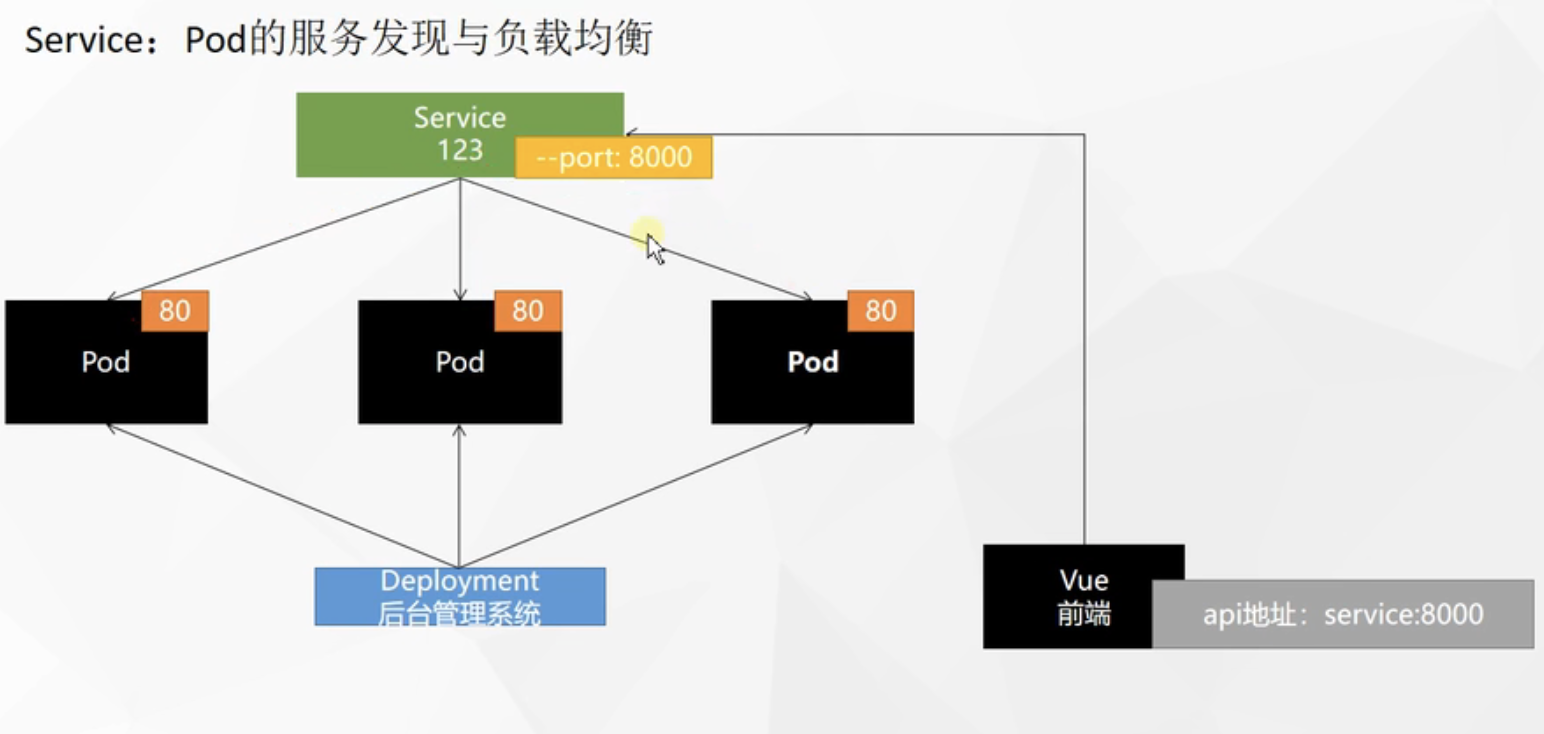 Service：Pod的服务发现与负载均衡
Service
123
--port: 8000
80
80
80
Pod
Pod
Pod
Deployment
后台管理系统
Vue
前端
api地址：service:8000